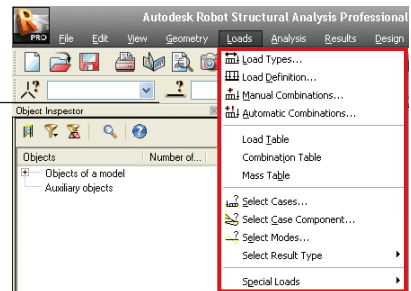 Autodesk Robot Structural Analysis Professional
PRO File Edit View Geometry Loads Analysis Results Design
Load Types...
Load Definition...
Manual Combinations...
Automatic Combinations...
Object Inspector
Load Table
Objects Number of... Combination Table
Objects of a model Mass Table
Auxiliary objects
Select Cases...
Select Case Component...
Select Modes...
Select Result Type
Special Loads